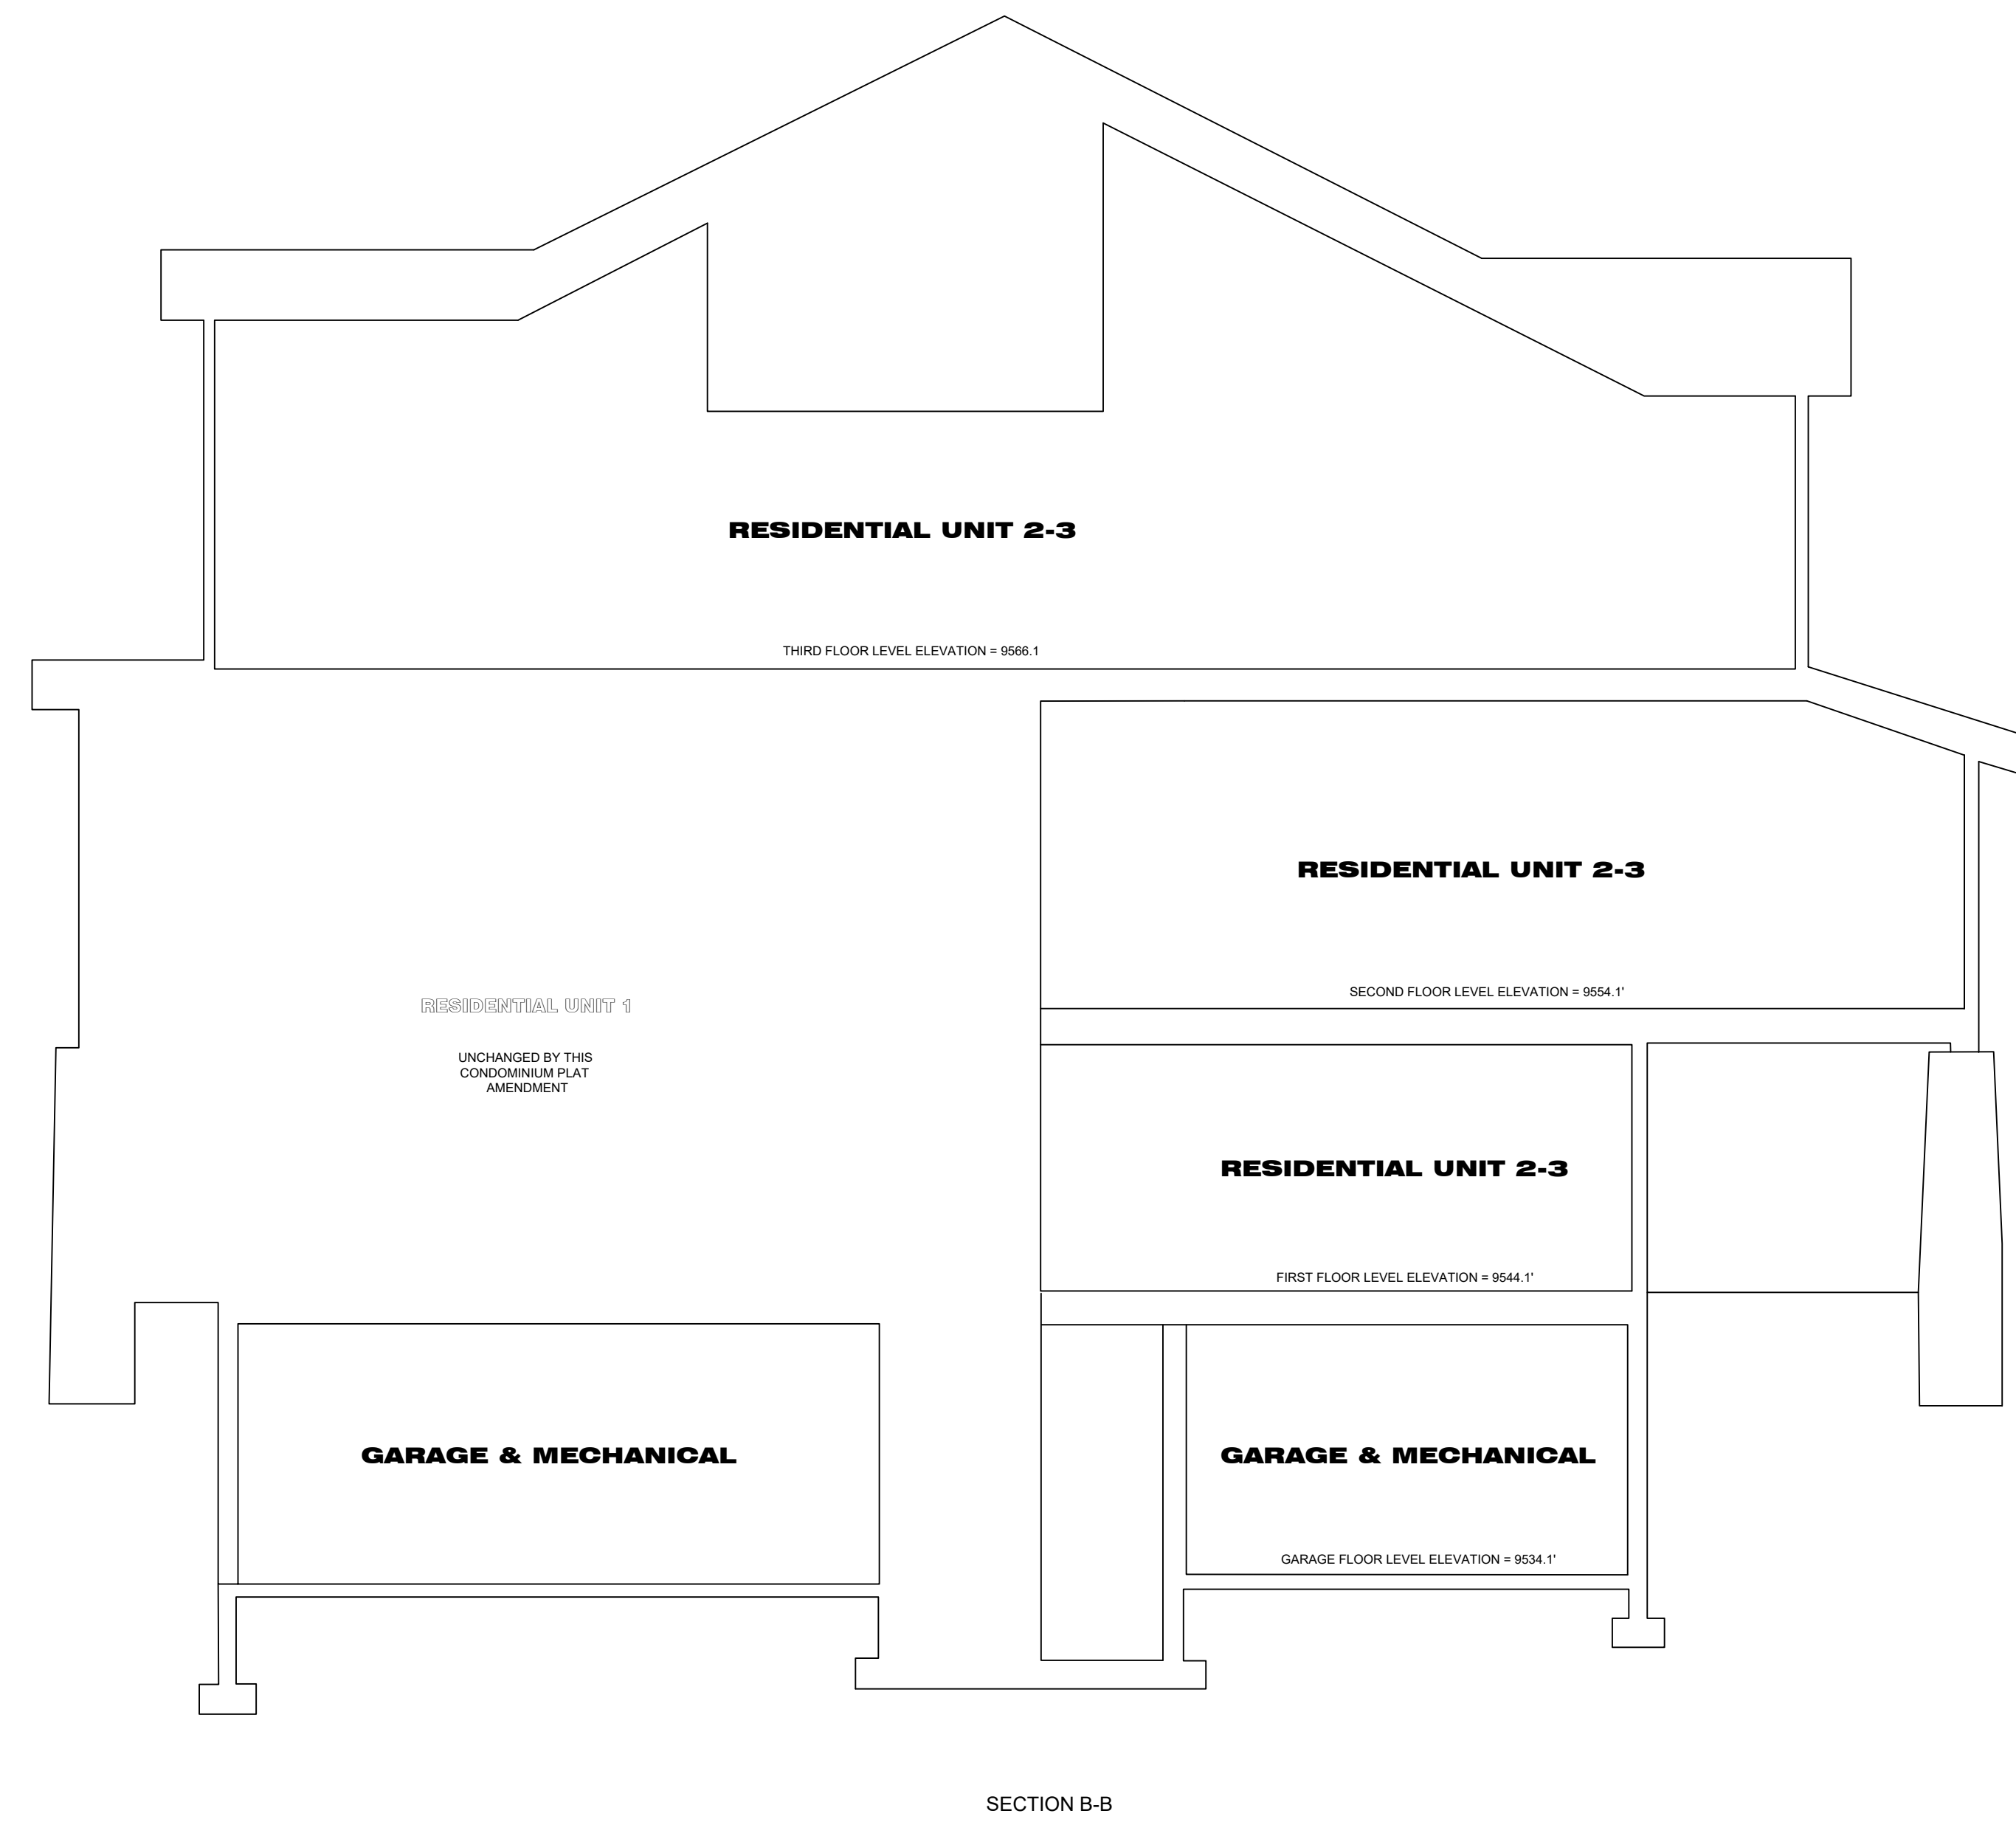 RESIDENTIAL UNIT 2-3
THIRD FLOOR LEVEL ELEVATION = 9566.1
RESIDENTIAL UNIT 2-3
SECOND FLOOR LEVEL ELEVATION = 9554.1'
RESIDENTIAL UNIT 1
UNCHANGED BY THIS
CONDOMINIUM PLAT
AMENDMENT
RESIDENTIAL UNIT 2-3
FIRST FLOOR LEVEL ELEVATION = 9544.1'
GARAGE & MECHANICAL
GARAGE & MECHANICAL
GARAGE FLOOR LEVEL ELEVATION = 9534.1'
SECTION B-B